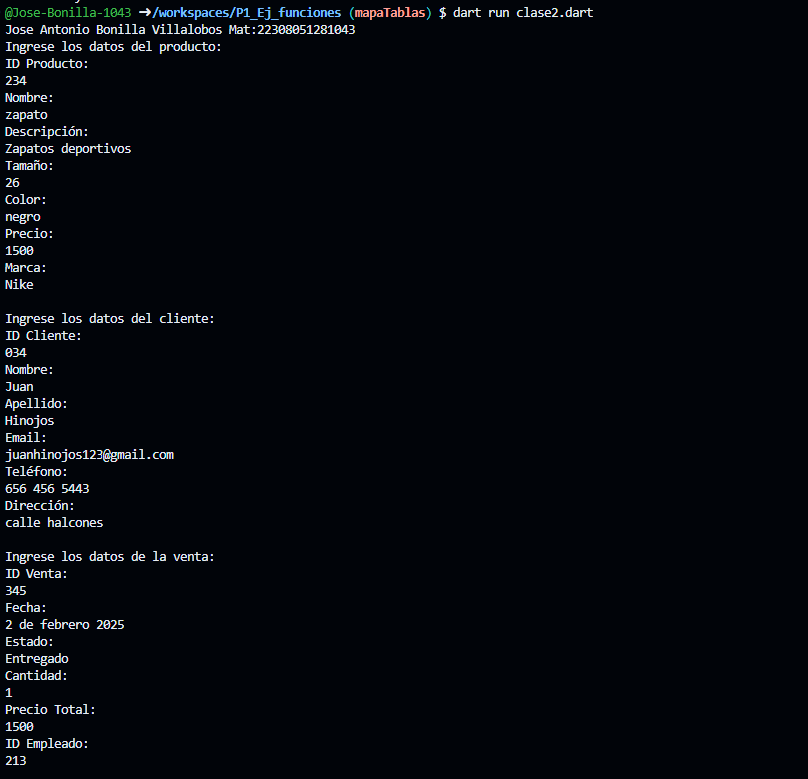 @Jose-Bonilla-1043 ➜/workspaces/P1_Ej_funciones (mapaTablas) $ dart run clase2.dart
Jose Antonio Bonilla Villalobos Mat:22308051281043
Ingrese los datos del producto:
ID Producto:
234
Nombre:
zapato
Descripción:
Zapatos deportivos
Tamaño:
26
Color:
negro
Precio:
1500
Marca:
Nike

Ingrese los datos del cliente:
ID Cliente:
034
Nombre:
Juan
Apellido:
Hinojos
Email:
juanhinojos123@gmail.com
Teléfono:
656 456 5443
Dirección:
calle halcones

Ingrese los datos de la venta:
ID Venta:
345
Fecha:
2 de febrero 2025
Estado:
Entregado
Cantidad:
1
Precio Total:
1500
ID Empleado:
213